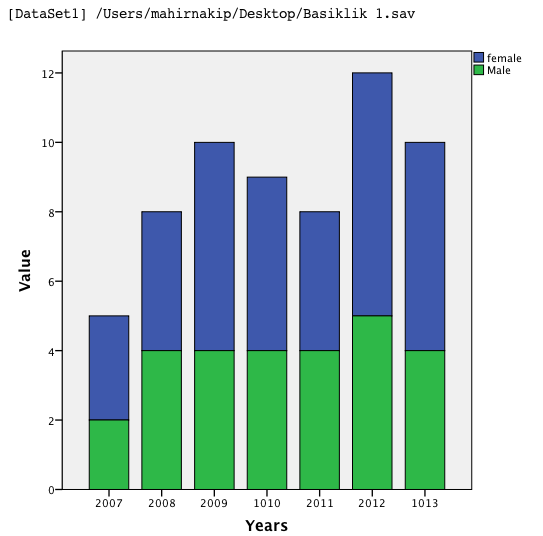 [DataSet1] /Users/mahirnakip/Desktop/Basiklik 1.sav
female
Male
12
10
8
6
4
2
0
Value
2007 2008 2009 1010 2011 2012 1013
Years